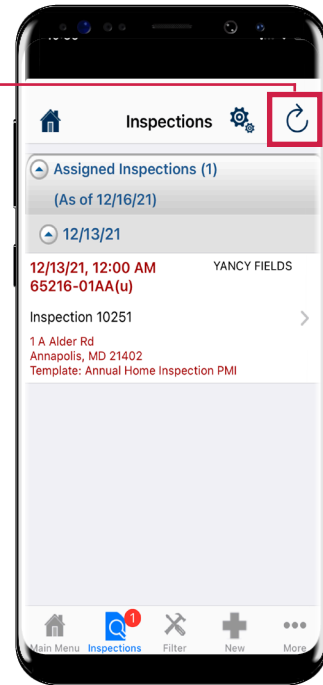 Inspections
Assigned Inspections (1)
(As of 12/16/21)
12/13/21
12/13/21, 12:00 AM YANCY FIELDS
65216-01AA(u)
Inspection 10251
1 A Alder Rd
Annapolis, MD 21402
Template: Annual Home Inspection PMI
1
Main Menu Inspections Filter New More